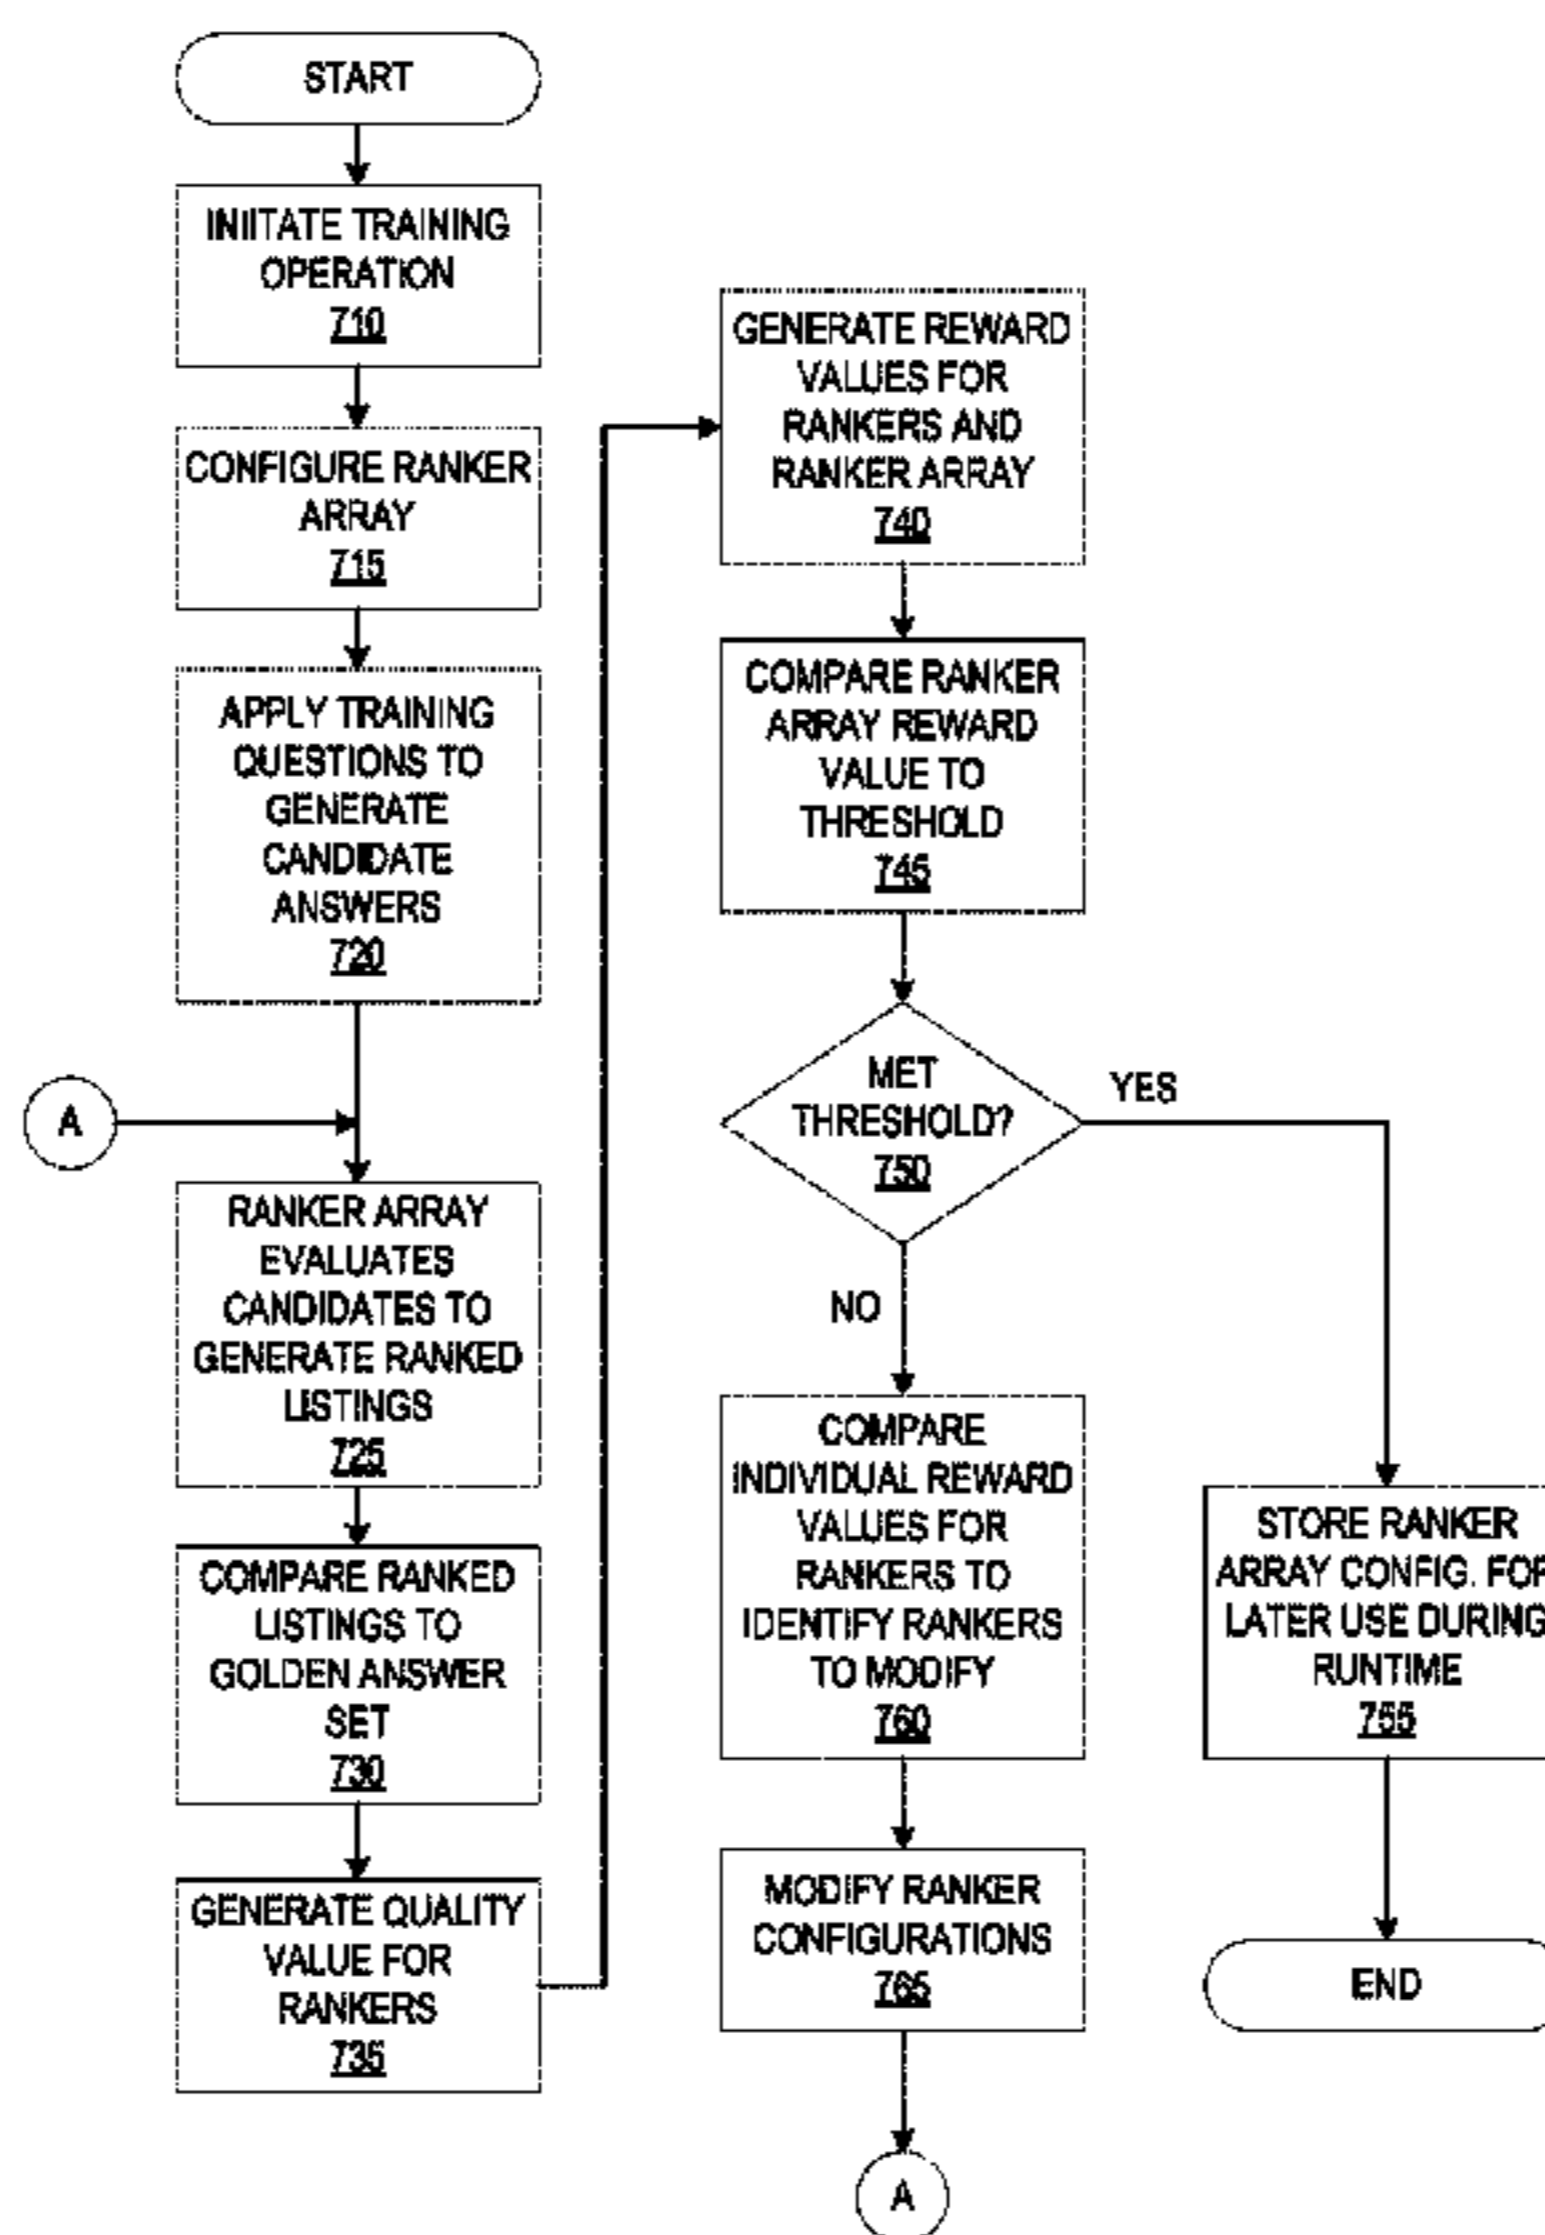 START
INIITATE TRAINING
OPERATION
710
CONFIGURE RANKER
ARRAY
715
APPLY TRAINING
QUESTIONS TO
GENERATE
CANDIDATE
ANSWERS
720
A
RANKER ARRAY
EVALUATES
CANDIDATES TO
GENERATE RANKED
LISTINGS
725
COMPARE RANKED
LISTINGS TO
GOLDEN ANSWER
SET
730
GENERATE QUALITY
VALUE FOR
RANKERS
735
GENERATE REWARD
VALUES FOR
RANKERS AND
RANKER ARRAY
740
COMPARE RANKER
ARRAY REWARD
VALUE TO
THRESHOLD
745
MET
THRESHOLD?
750
YES
NO
COMPARE
INDIVIDUAL REWARD
VALUES FOR
RANKERS TO
IDENTIFY RANKERS
TO MODIFY
760
MODIFY RANKER
CONFIGURATIONS
765
A
STORE RANKER
ARRAY CONFIG. FOR
LATER USE DURING
RUNTIME
755
END